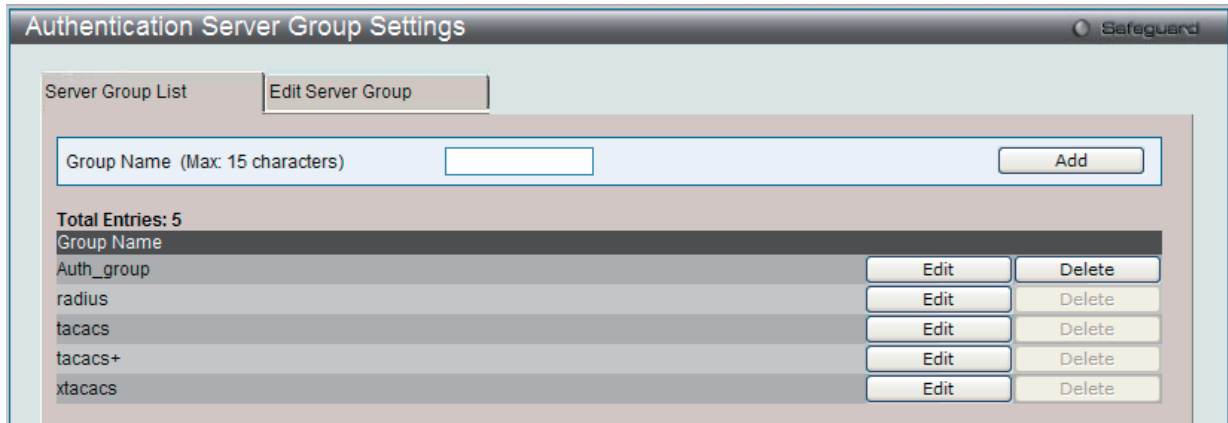 Authentication Server Group Settings
Safeguard
Server Group List Edit Server Group
Group Name (Max: 15 characters) Add
Total Entries: 5
Group Name
Auth_group Edit Delete
radius Edit Delete
tacacs Edit Delete
tacacs+ Edit Delete
xtacacs Edit Delete